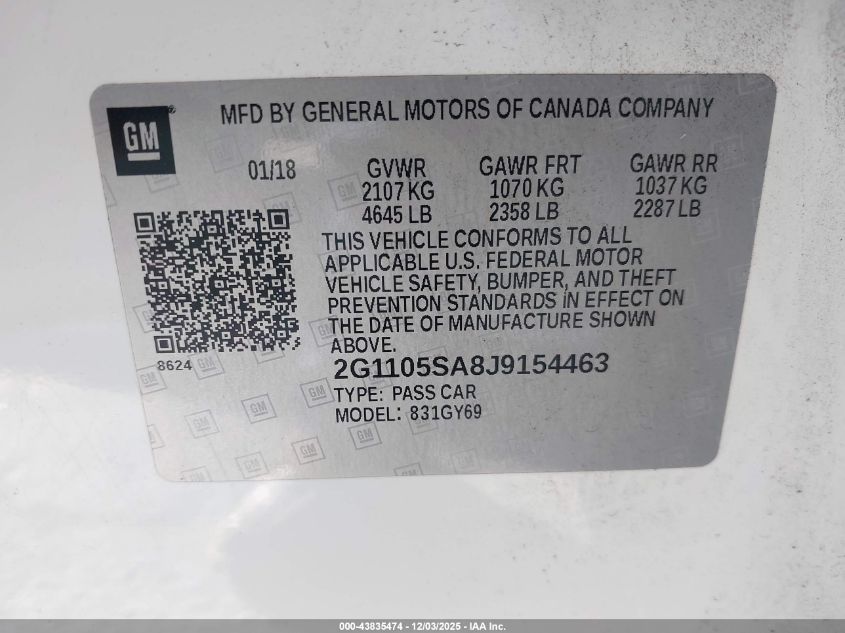 GM
MFD BY GENERAL MOTORS OF CANADA COMPANY
01/18 GVWR GAWR FRT GAWR RR
2107 KG 1070 KG 1037 KG
4645 LB 2358 LB 2287 LB
THIS VEHICLE CONFORMS TO ALL
APPLICABLE U.S. FEDERAL MOTOR
VEHICLE SAFETY, BUMPER, AND THEFT
PREVENTION STANDARDS IN EFFECT ON
THE DATE OF MANUFACTURE SHOWN
ABOVE.
8624
2G1105SA8J9154463
TYPE: PASS CAR
MODEL: 831GY69
000-43835474 - 12/03/2025 - IAA Inc.